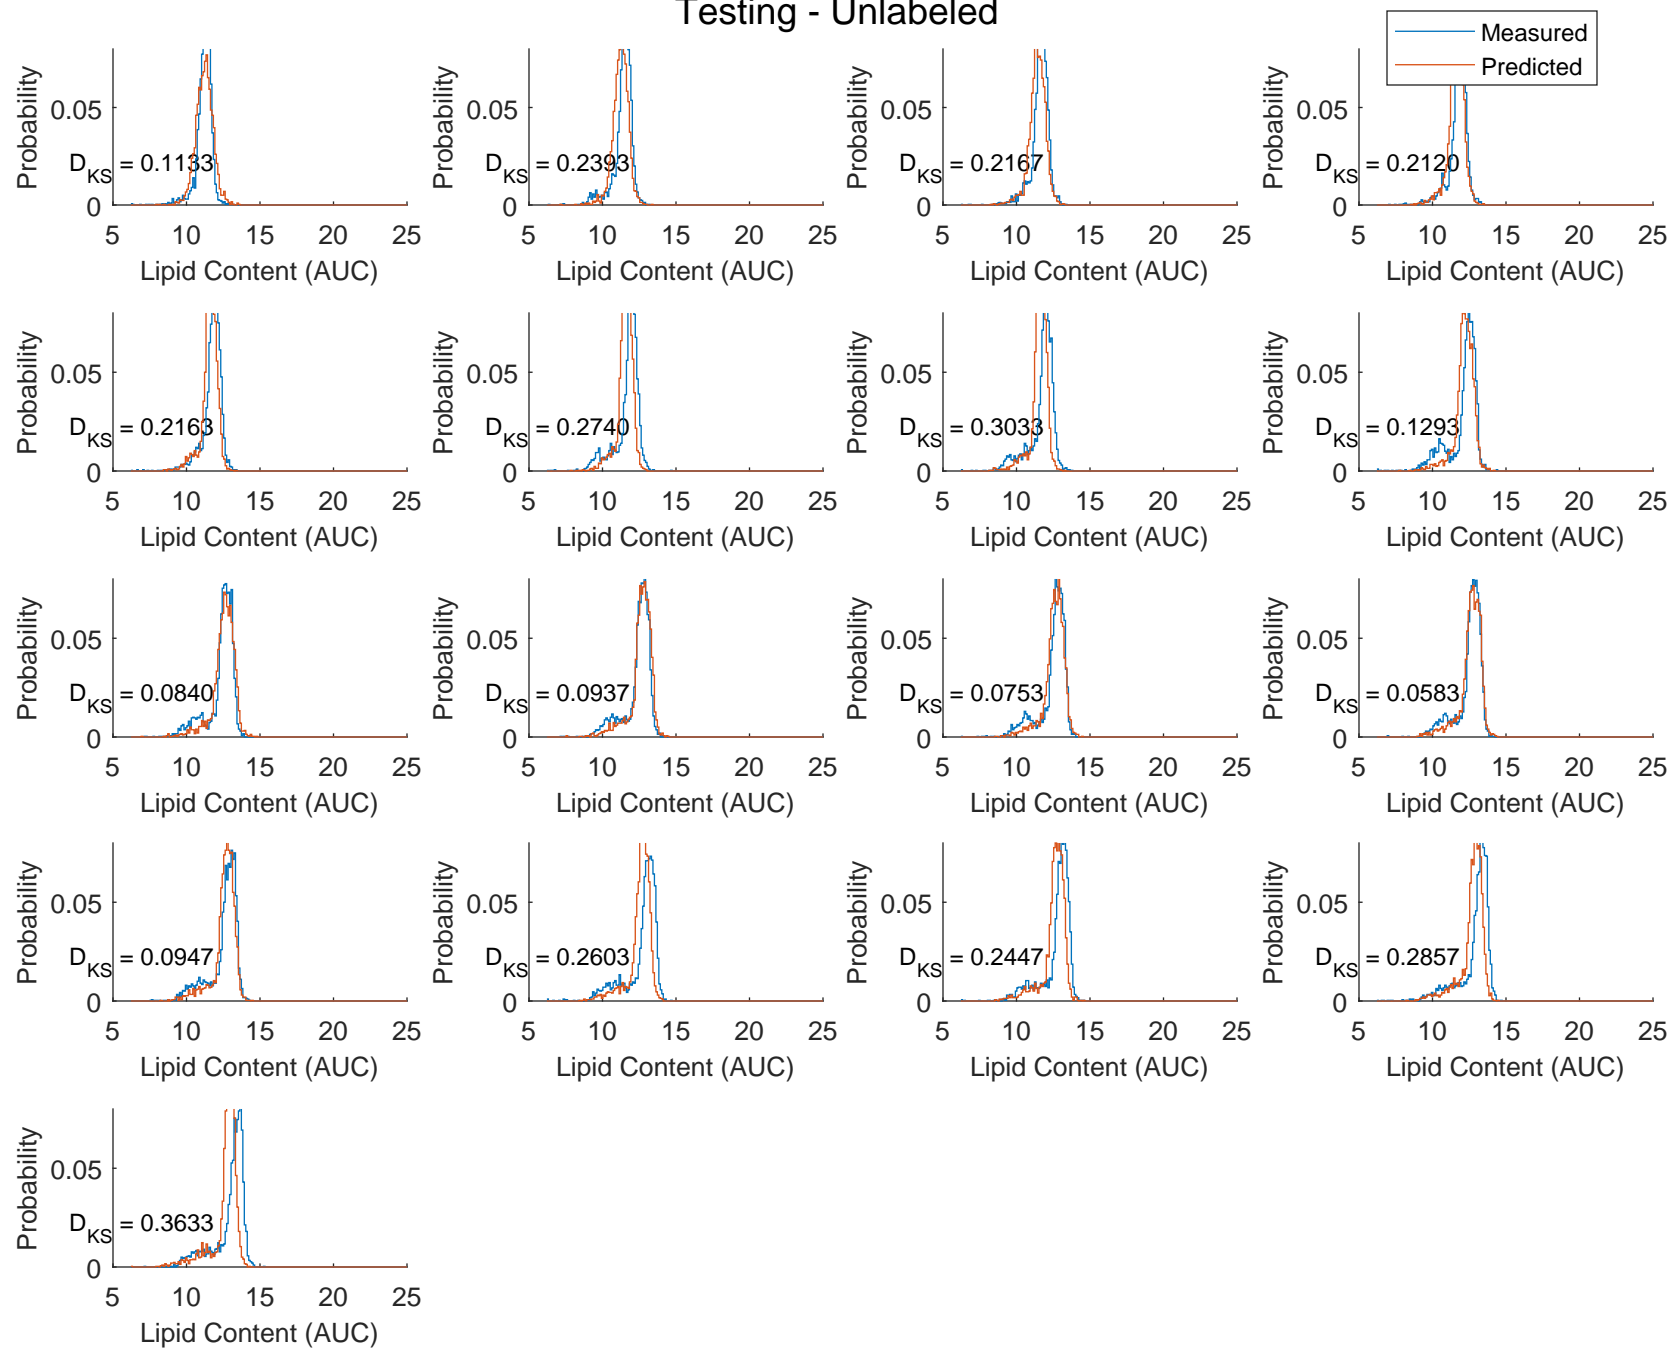 Testing - Unlabeled
Measured
Predicted
Probability
0.05
0
D_KS = 0.1133
5 10 15 20 25
Lipid Content (AUC)
Probability
0.05
0
D_KS = 0.2393
5 10 15 20 25
Lipid Content (AUC)
Probability
0.05
0
D_KS = 0.2167
5 10 15 20 25
Lipid Content (AUC)
Probability
0.05
0
D_KS = 0.2120
5 10 15 20 25
Lipid Content (AUC)
Probability
0.05
0
D_KS = 0.2163
5 10 15 20 25
Lipid Content (AUC)
Probability
0.05
0
D_KS = 0.2740
5 10 15 20 25
Lipid Content (AUC)
Probability
0.05
0
D_KS = 0.3033
5 10 15 20 25
Lipid Content (AUC)
Probability
0.05
0
D_KS = 0.1293
5 10 15 20 25
Lipid Content (AUC)
Probability
0.05
0
D_KS = 0.0840
5 10 15 20 25
Lipid Content (AUC)
Probability
0.05
0
D_KS = 0.0937
5 10 15 20 25
Lipid Content (AUC)
Probability
0.05
0
D_KS = 0.0753
5 10 15 20 25
Lipid Content (AUC)
Probability
0.05
0
D_KS = 0.0583
5 10 15 20 25
Lipid Content (AUC)
Probability
0.05
0
D_KS = 0.0947
5 10 15 20 25
Lipid Content (AUC)
Probability
0.05
0
D_KS = 0.2603
5 10 15 20 25
Lipid Content (AUC)
Probability
0.05
0
D_KS = 0.2447
5 10 15 20 25
Lipid Content (AUC)
Probability
0.05
0
D_KS = 0.2857
5 10 15 20 25
Lipid Content (AUC)
Probability
0.05
0
D_KS = 0.3633
5 10 15 20 25
Lipid Content (AUC)